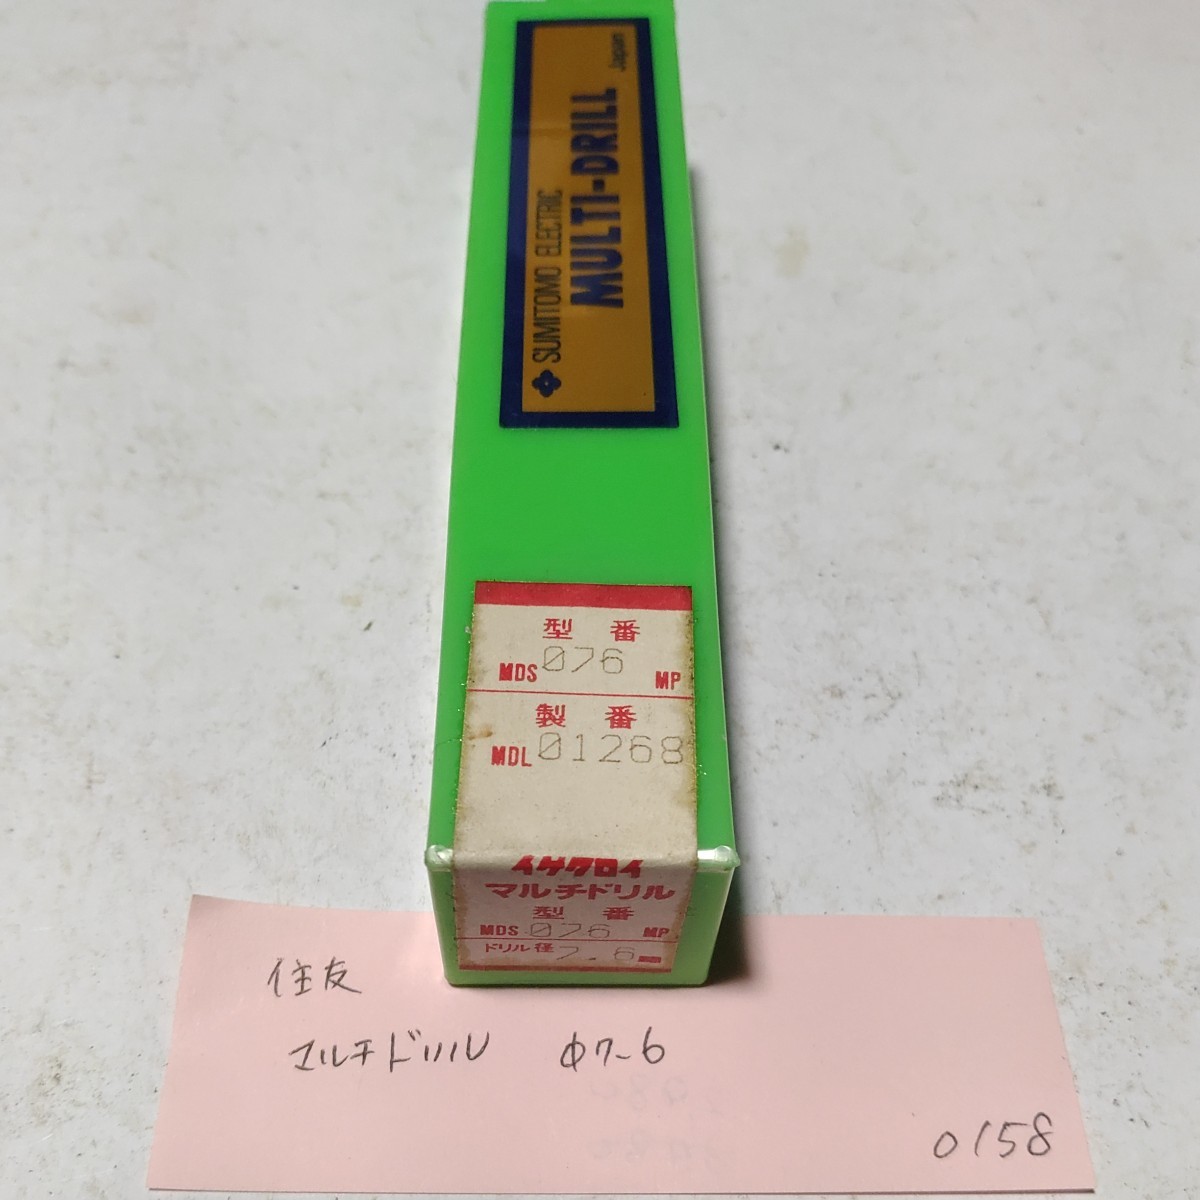 SUMITOMO ELECTRIC
MULTI-DRILL
Japan
型番
MDS 076 MP
製番
MDL 01268
イゲタロイ
マルチドリル
型番
MDS 076 MP
ドリル径 7.6 mm
住友
マルチドリル φ7-6
0158